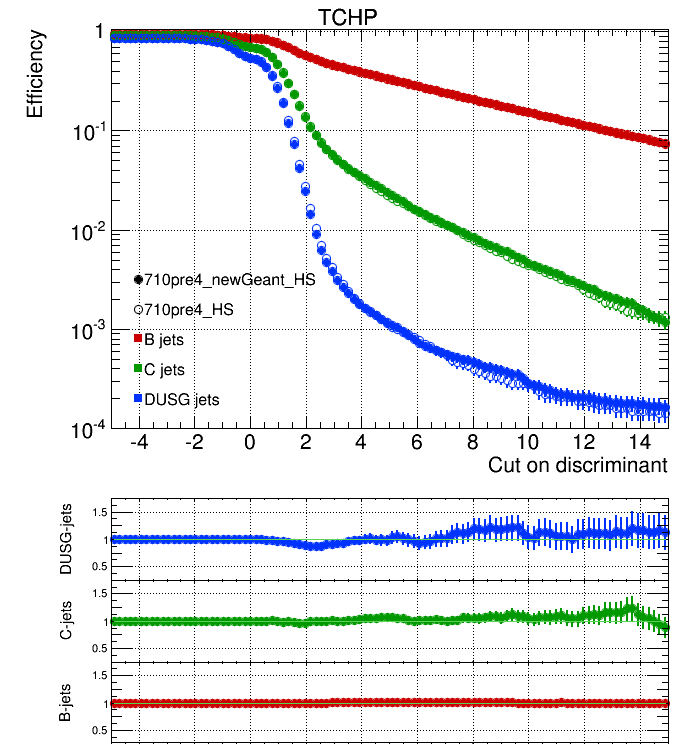 TCHP
Efficiency
1
10^-1
10^-2
10^-3
10^-4
710pre4_newGeant_HS
710pre4_HS
B jets
C jets
DUSG jets
-4 -2 0 2 4 6 8 10 12 14
Cut on discriminant
DUSG-jets
1.5
1
0.5
C-jets
1.5
1
0.5
B-jets
1.5
1
0.5